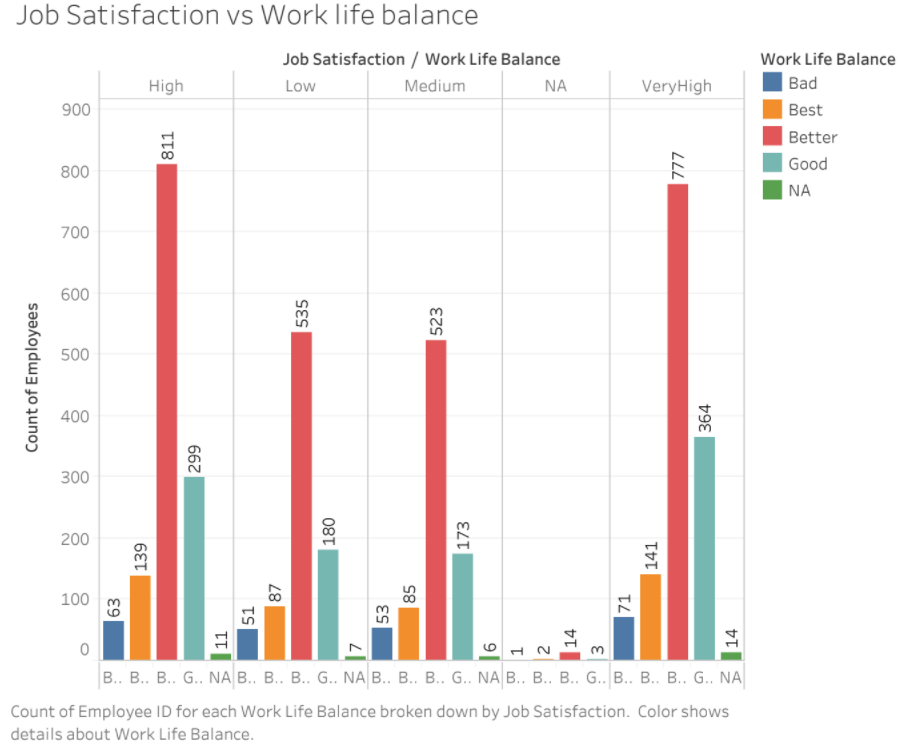 Job Satisfaction vs Work life balance
Job Satisfaction / Work Life Balance
High Low Medium NA VeryHigh
Work Life Balance
Bad
Best
Better
Good
NA
Count of Employees
900
800
700
600
500
400
300
200
100
0
63 139 811 299 11
51 87 535 180 7
53 85 523 173 6
1 2 14 3
71 141 777 364 14
B.. B.. B.. G.. NA B.. B.. B.. G.. NA B.. B.. B.. G.. NA B.. B.. B.. G.. B.. B.. B.. G.. NA
Count of Employee ID for each Work Life Balance broken down by Job Satisfaction. Color shows
details about Work Life Balance.